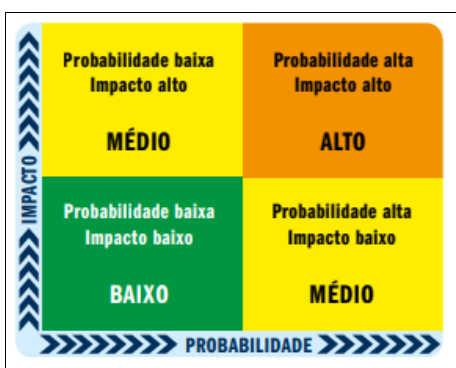 Probabilidade baixa
Impacto alto
MÉDIO
Probabilidade alta
Impacto alto
ALTO
Probabilidade baixa
Impacto baixo
BAIXO
Probabilidade alta
Impacto baixo
MÉDIO
IMPACTO
PROBABILIDADE